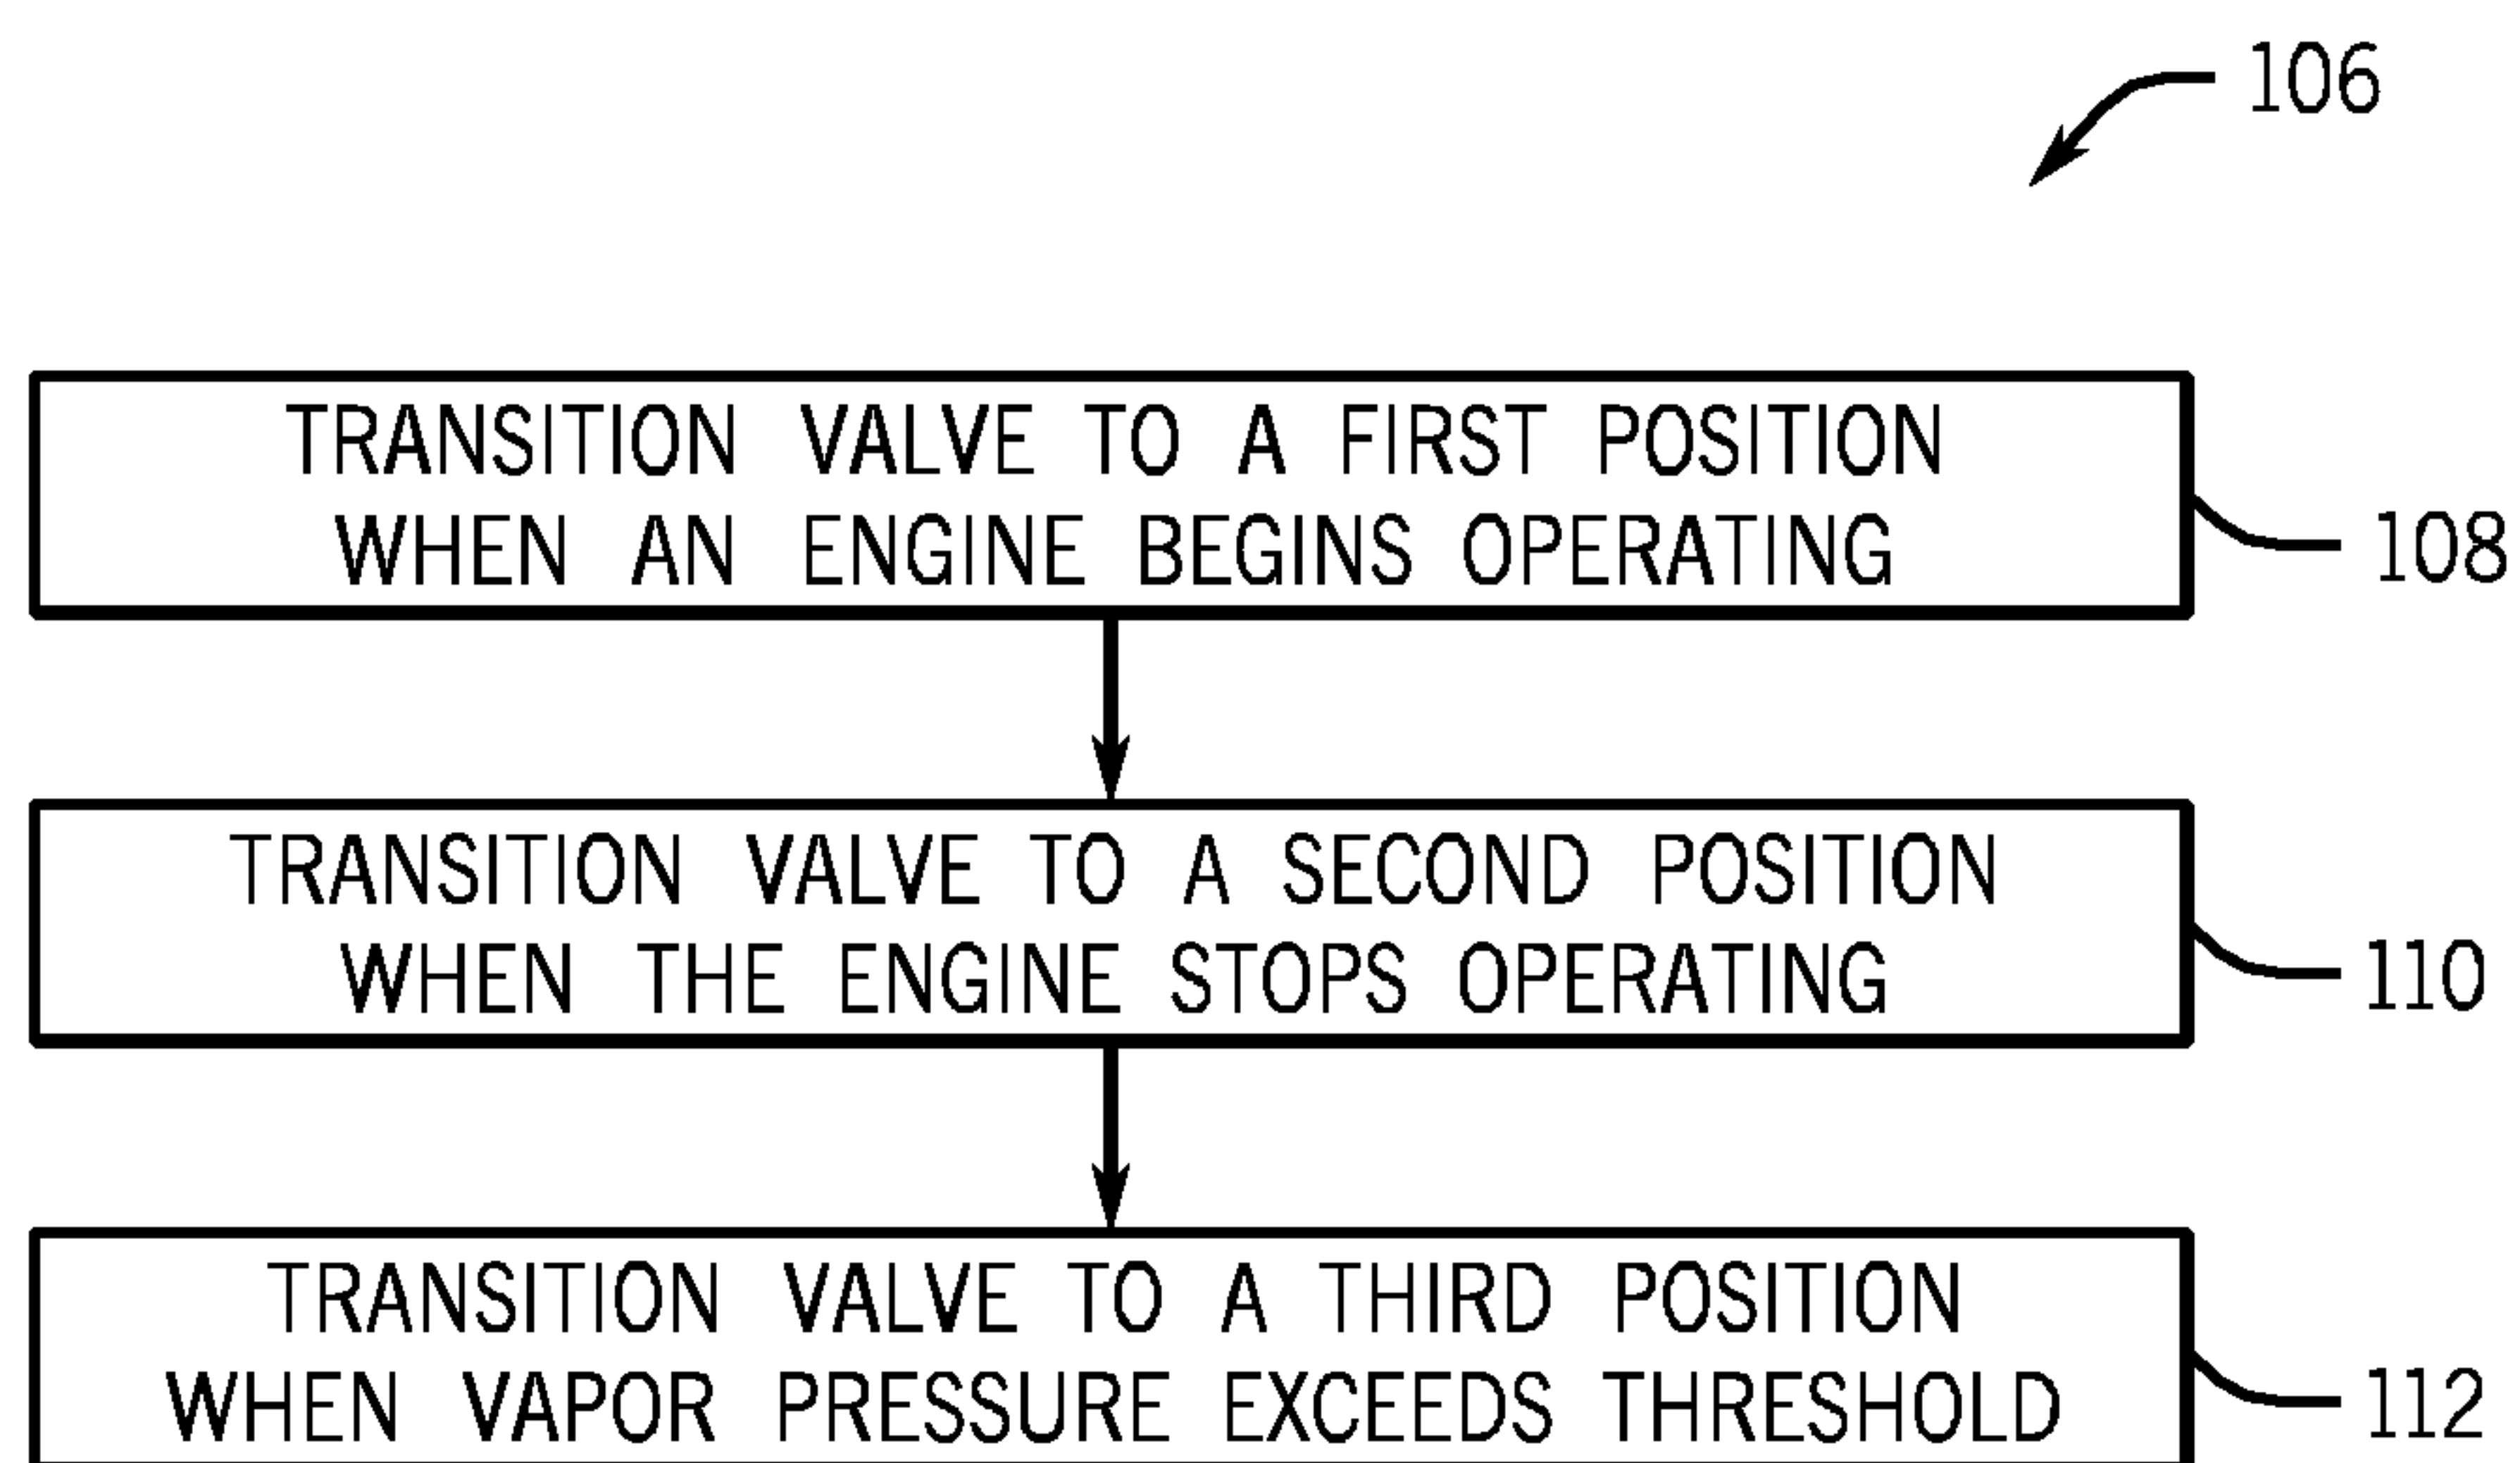 106
TRANSITION VALVE TO A FIRST POSITION
WHEN AN ENGINE BEGINS OPERATING
108
TRANSITION VALVE TO A SECOND POSITION
WHEN THE ENGINE STOPS OPERATING
110
TRANSITION VALVE TO A THIRD POSITION
WHEN VAPOR PRESSURE EXCEEDS THRESHOLD
112